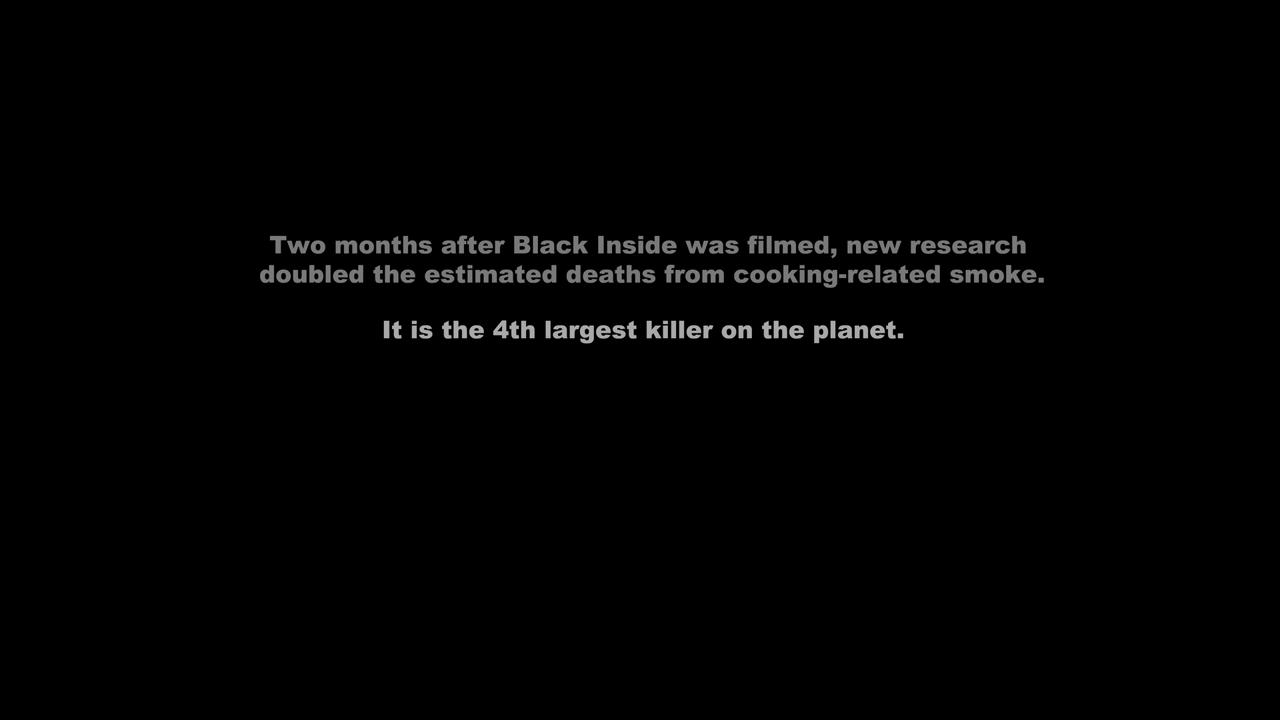 Two months after Black Inside was filmed, new research
doubled the estimated deaths from cooking-related smoke.
It is the 4th largest killer on the planet.